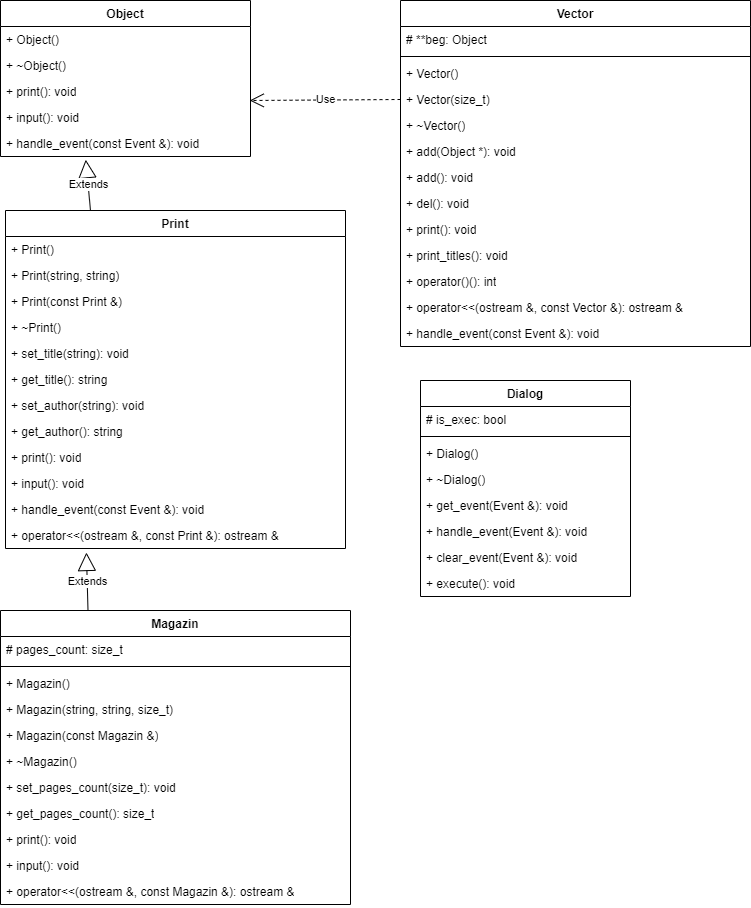 Object
+ Object()
+ ~Object()
+ print(): void
+ input(): void
+ handle_event(const Event &): void
Extends
Use
Vector
# **beg: Object
+ Vector()
+ Vector(size_t)
+ ~Vector()
+ add(Object *): void
+ add(): void
+ del(): void
+ print(): void
+ print_titles(): void
+ operator()(): int
+ operator<<(ostream &, const Vector &): ostream &
+ handle_event(const Event &): void
Print
+ Print()
+ Print(string, string)
+ Print(const Print &)
+ ~Print()
+ set_title(string): void
+ get_title(): string
+ set_author(string): void
+ get_author(): string
+ print(): void
+ input(): void
+ handle_event(const Event &): void
+ operator<<(ostream &, const Print &): ostream &
Extends
Dialog
# is_exec: bool
+ Dialog()
+ ~Dialog()
+ get_event(Event &): void
+ handle_event(Event &): void
+ clear_event(Event &): void
+ execute(): void
Magazin
# pages_count: size_t
+ Magazin()
+ Magazin(string, string, size_t)
+ Magazin(const Magazin &)
+ ~Magazin()
+ set_pages_count(size_t): void
+ get_pages_count(): size_t
+ print(): void
+ input(): void
+ operator<<(ostream &, const Magazin &): ostream &